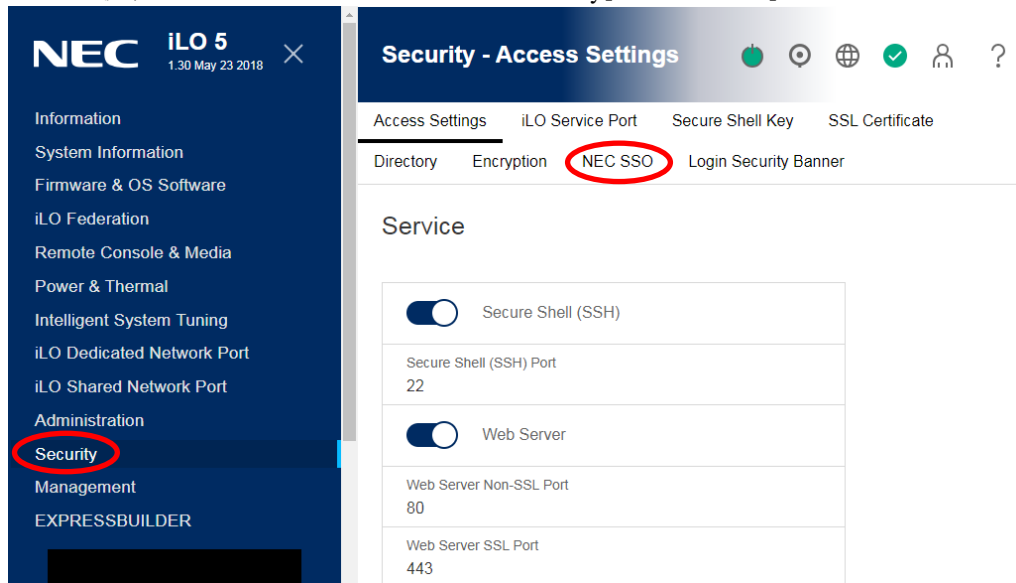 NEC iLO 5
1.30 May 23 2018
Information
System Information
Firmware & OS Software
iLO Federation
Remote Console & Media
Power & Thermal
Intelligent System Tuning
iLO Dedicated Network Port
iLO Shared Network Port
Administration
Security
Management
EXPRESSBUILDER
Security - Access Settings ?
Access Settings iLO Service Port Secure Shell Key SSL Certificate
Directory Encryption NEC SSO Login Security Banner
Service
Secure Shell (SSH)
Secure Shell (SSH) Port
22
Web Server
Web Server Non-SSL Port
80
Web Server SSL Port
443